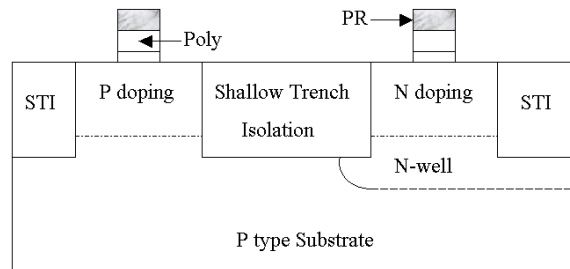 PR
Poly
STI
P doping
Shallow Trench
Isolation
N doping
STI
N-well
P type Substrate